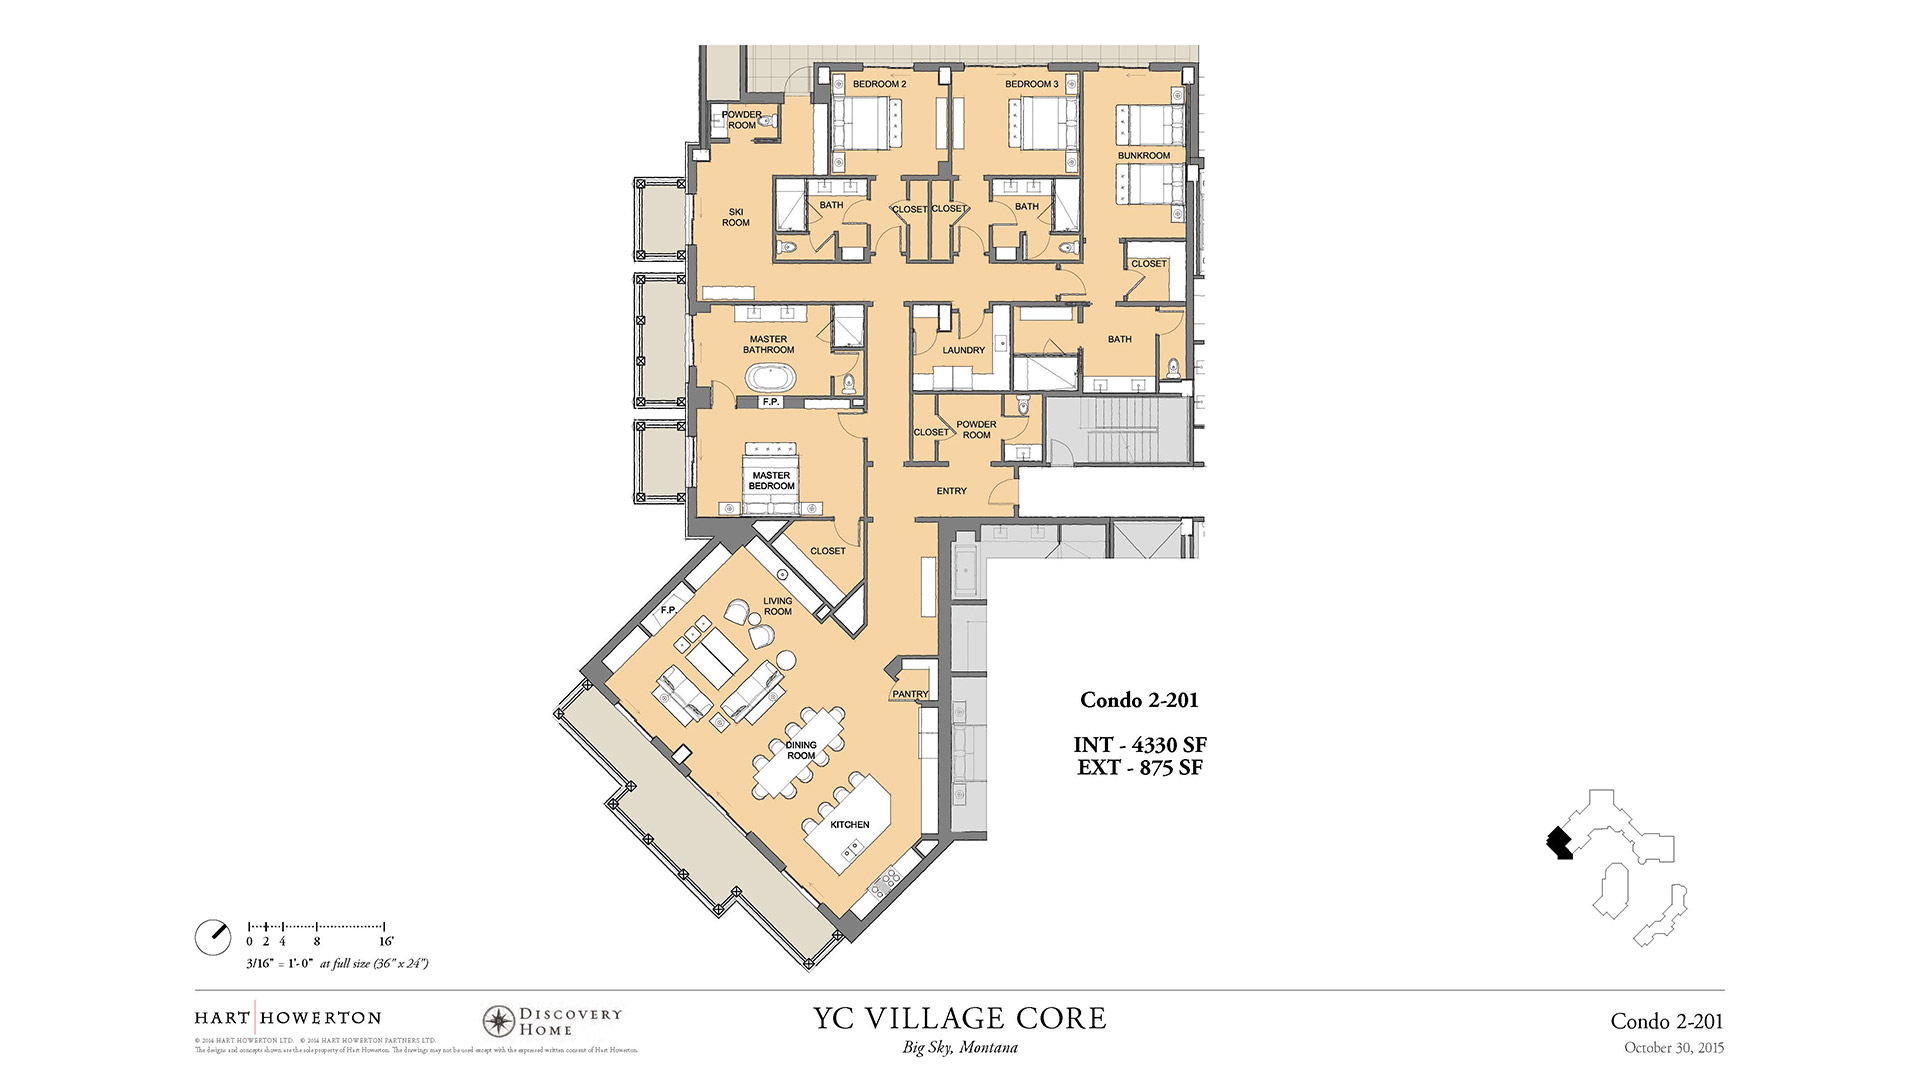 BEDROOM 2
BEDROOM 3
POWDER
ROOM
BUNKROOM
BATH
CLOSET
CLOSET
BATH
SKI
ROOM
CLOSET
MASTER
BATHROOM
LAUNDRY
BATH
F.P.
CLOSET
POWDER
ROOM
MASTER
BEDROOM
ENTRY
CLOSET
LIVING
ROOM
F.P.
PANTRY
DINING
ROOM
KITCHEN
Condo 2-201
INT - 4330 SF
EXT - 875 SF
0 2 4 8 16'
3/16" = 1'-0" at full size (36" x 24")
HART HOWERTON
© 2014 HART HOWERTON LTD. © 2014 HART HOWERTON PARTNERS LTD.
The designs and concepts shown are the sole property of Hart Howerton. The drawings may not be used except with the expressed written consent of Hart Howerton.
DISCOVERY
HOME
YC VILLAGE CORE
Big Sky, Montana
Condo 2-201
October 30, 2015